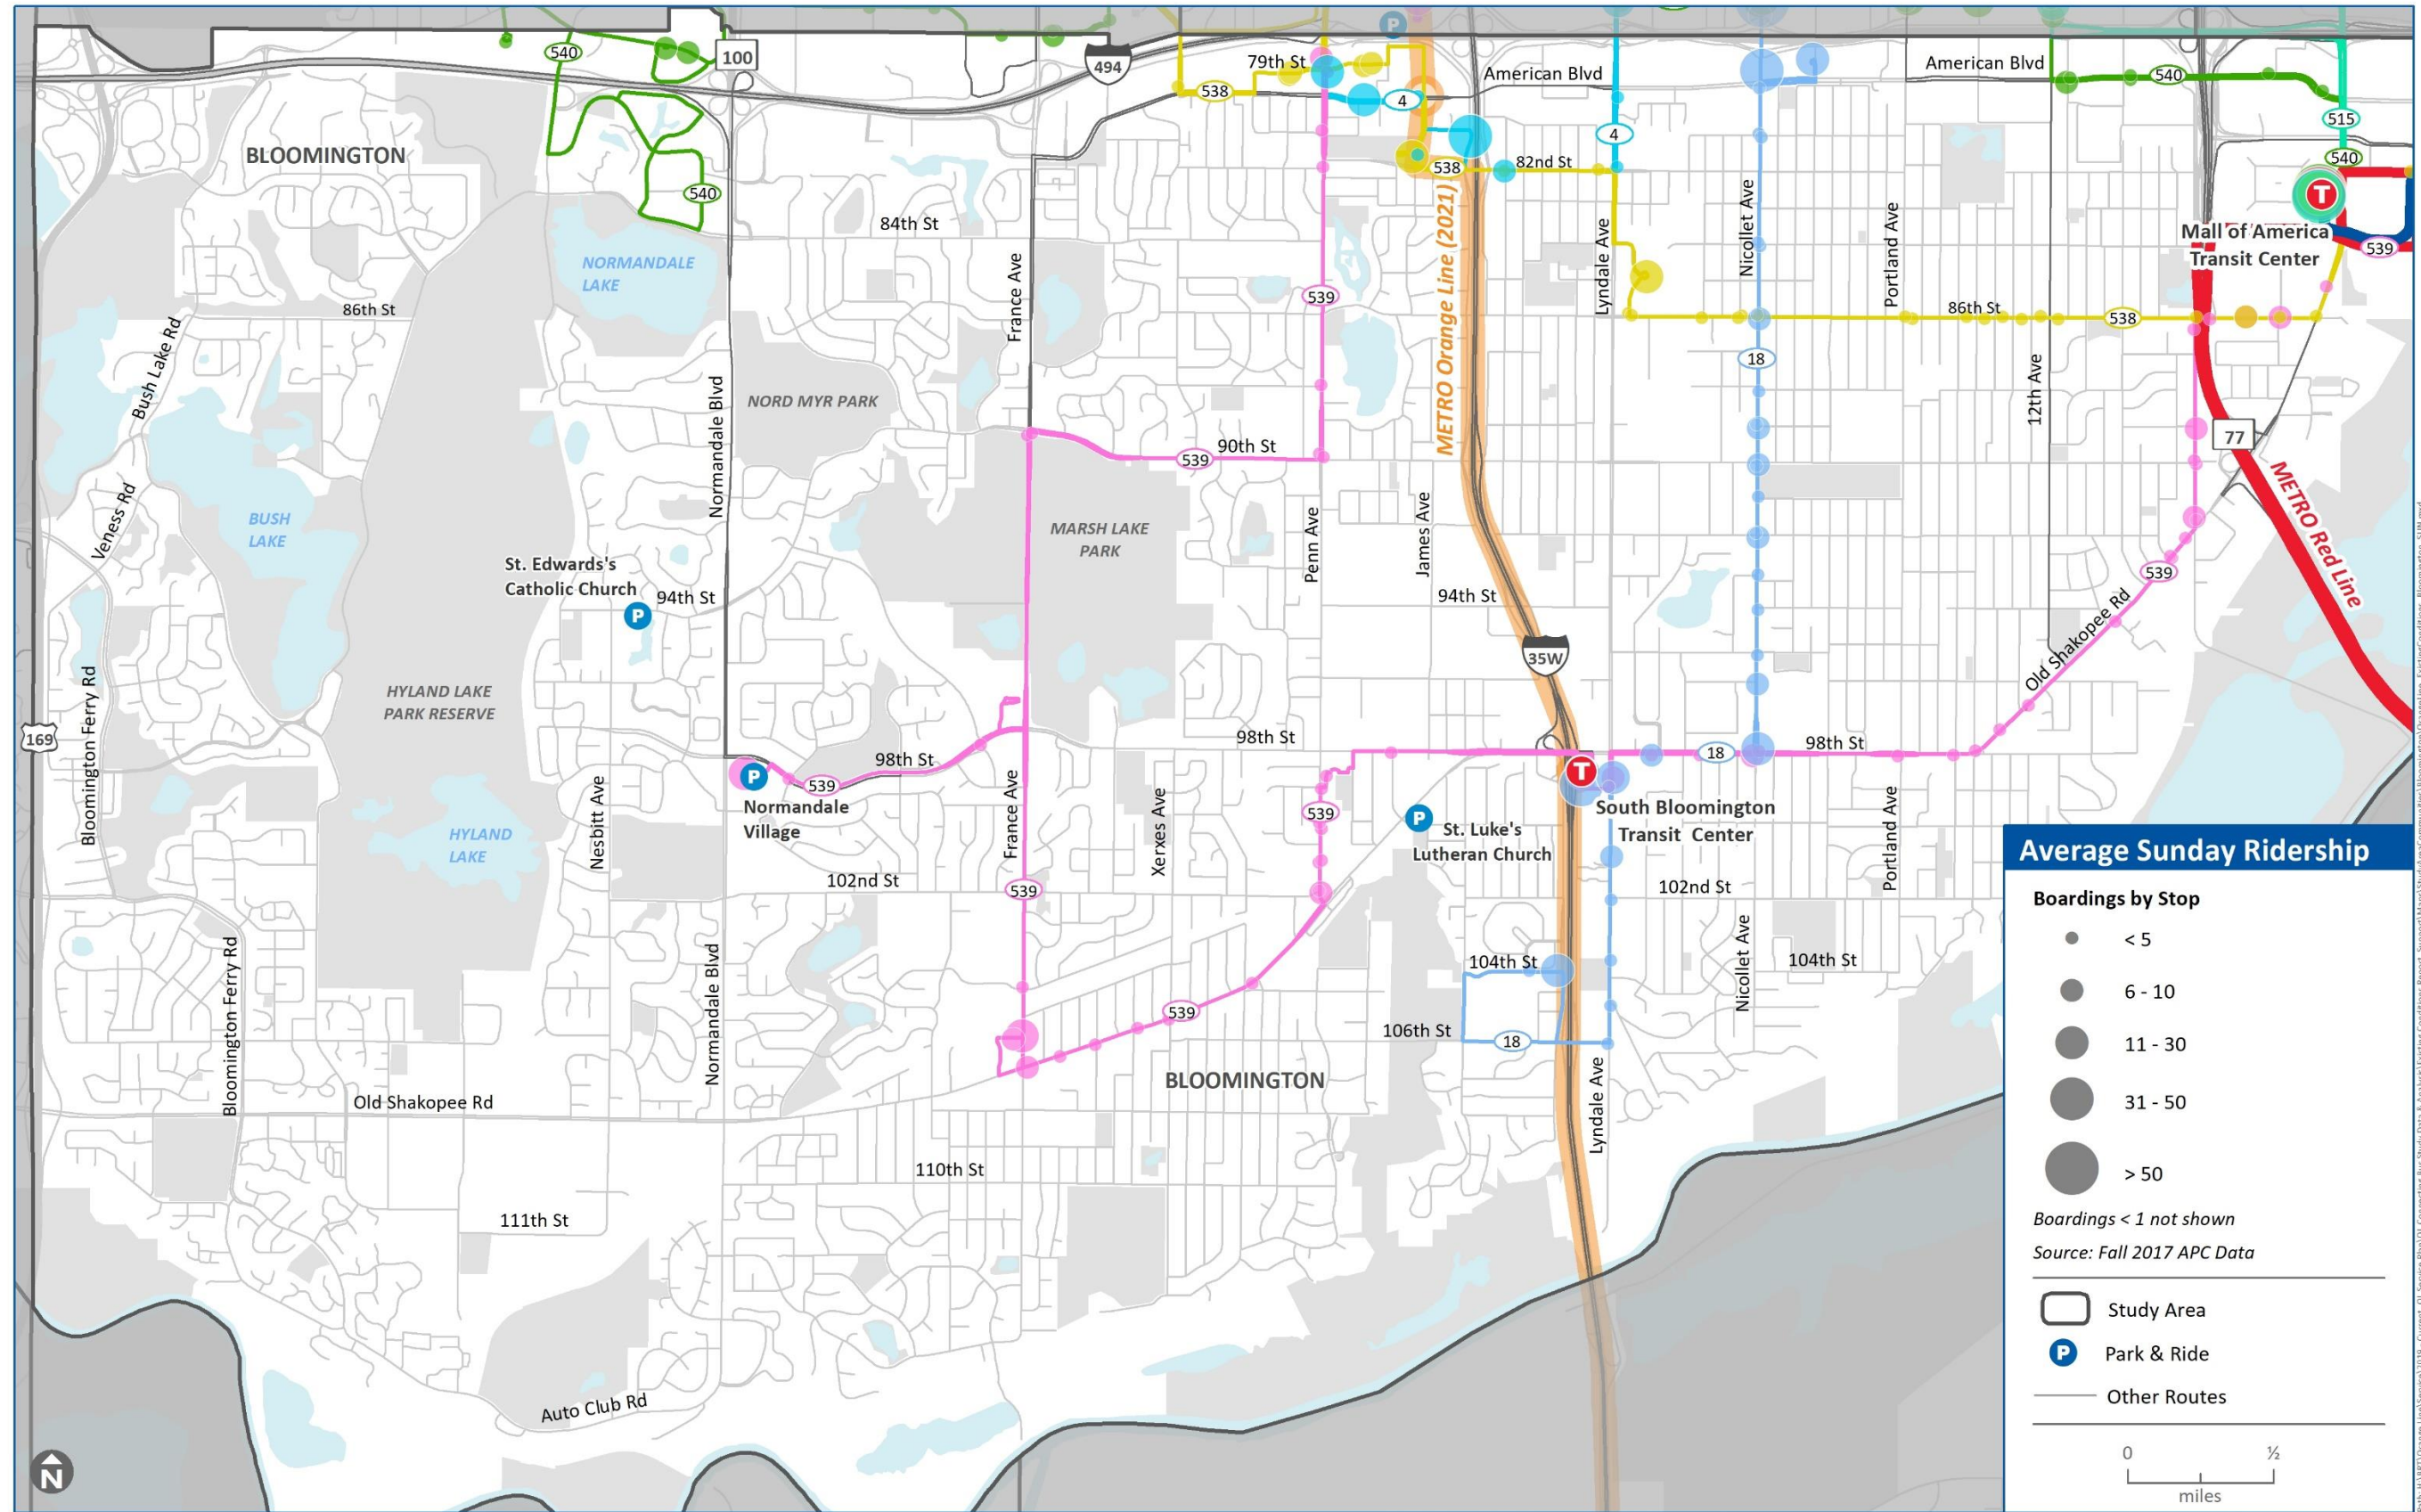 P
540
100
494
79th St
American Blvd
American Blvd
540
538
4
4
515
BLOOMINGTON
538
82nd St
540
540
T
Mall of America
Transit Center
539
84th St
NORMANDALE
LAKE
France Ave
539
METRO Orange Line (2021)
Lyndale Ave
Nicollet Ave
Portland Ave
86th St
86th St
538
Bush Lake Rd
18
12th Ave
Normandale Blvd
NORD MYR PARK
77
90th St
539
METRO Red Line
Veness Rd
BUSH
LAKE
MARSH LAKE
PARK
Penn Ave
James Ave
St. Edwards's
Catholic Church
P
94th St
94th St
539
Old Shakopee Rd
35W
HYLAND LAKE
PARK RESERVE
Bloomington Ferry Rd
169
98th St
98th St
18
98th St
T
P
539
Normandale
Village
Nesbitt Ave
France Ave
Xerxes Ave
539
P
St. Luke's
Lutheran Church
South Bloomington
Transit Center
Portland Ave
HYLAND
LAKE
102nd St
539
102nd St
Bloomington Ferry Rd
Normandale Blvd
104th St
Nicollet Ave
104th St
539
106th St
18
BLOOMINGTON
Lyndale Ave
Old Shakopee Rd
110th St
111th St
Auto Club Rd
N
Average Sunday Ridership
Boardings by Stop
< 5
6 - 10
11 - 30
31 - 50
> 50
Boardings < 1 not shown
Source: Fall 2017 APC Data
Study Area
P
Park & Ride
Other Routes
0
½
miles